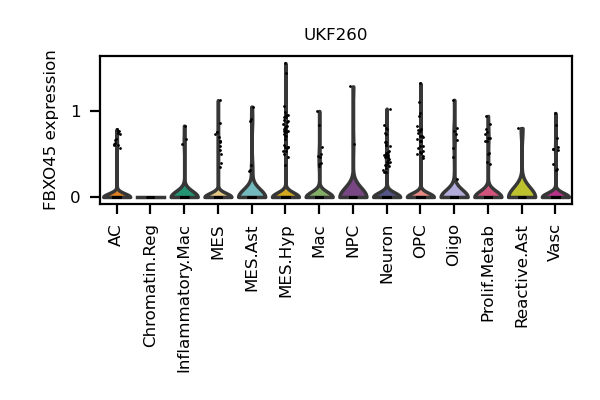 UKF260
FBXO45 expression
1
0
AC
Chromatin.Reg
Inflammatory.Mac
MES
MES.Ast
MES.Hyp
Mac
NPC
Neuron
OPC
Oligo
Prolif.Metab
Reactive.Ast
Vasc